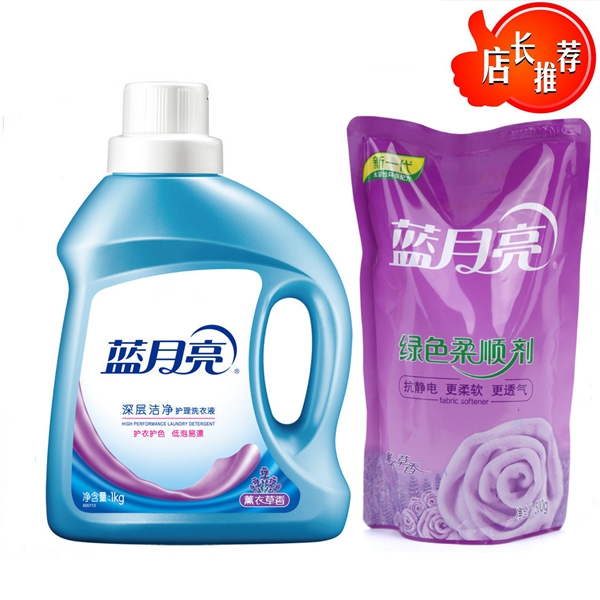 店长推荐
蓝月亮®
深层洁净 护理洗衣液
HIGH PERFORMANCE LAUNDRY DETERGENT
护衣护色 低泡易漂
净含量:1kg
600113
薰衣草香
新一代
蓝月亮®
绿色柔顺剂
抗静电 更柔软 更透气
fabric softener
草香